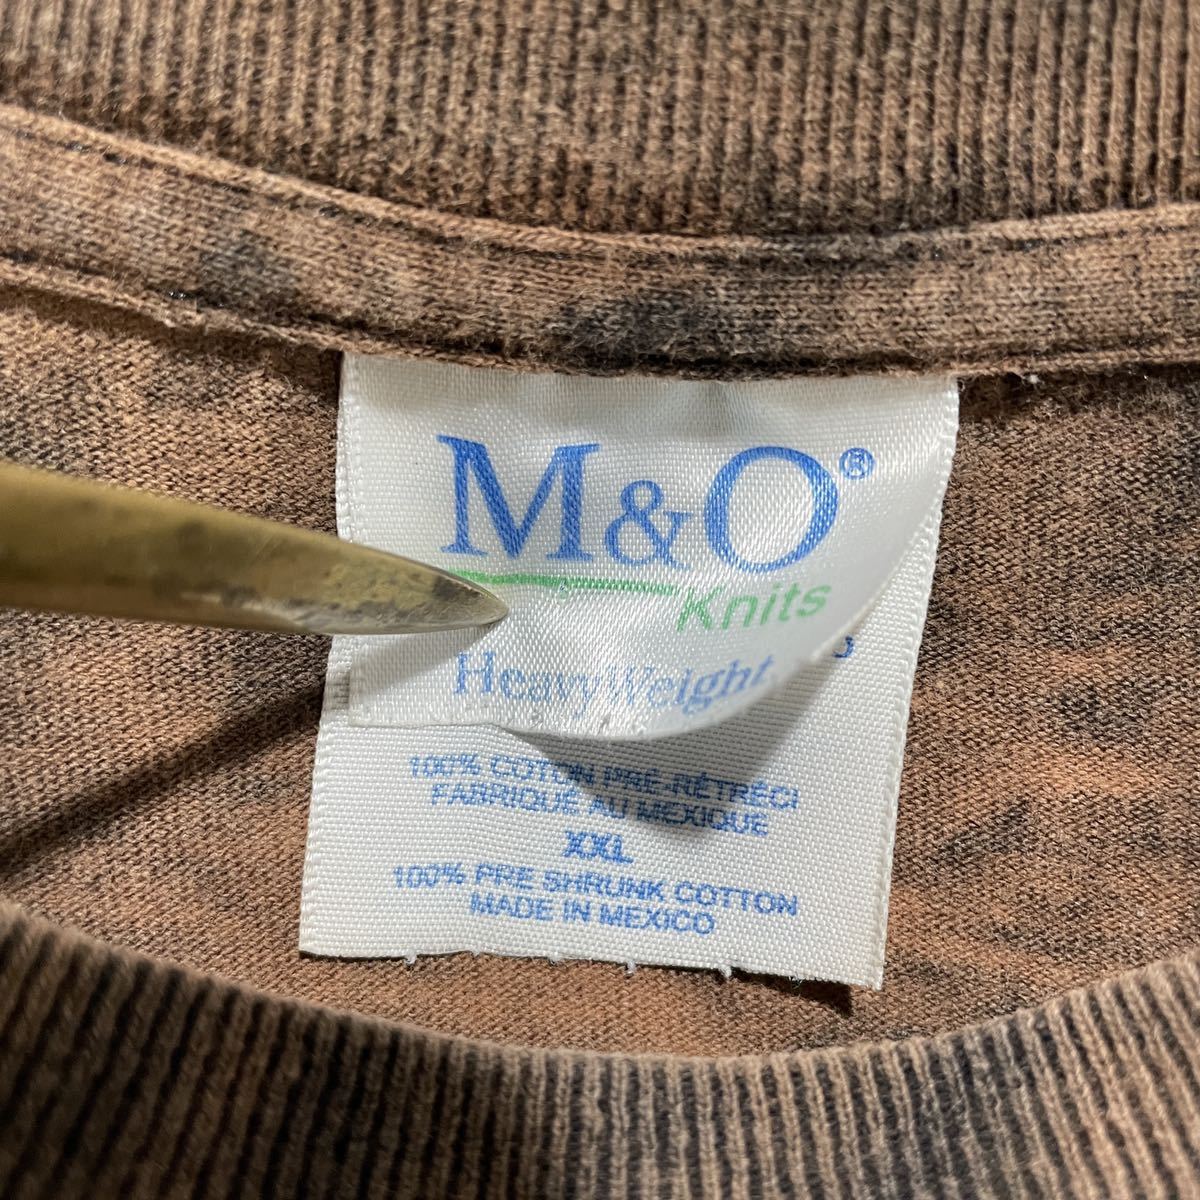 M&O®
Knits
HeavyWeight
100% COTON PRÉ-RÉTRÉCI
FABRIQUÉ AU MEXIQUE
XXL
100% PRE SHRUNK COTTON
MADE IN MEXICO